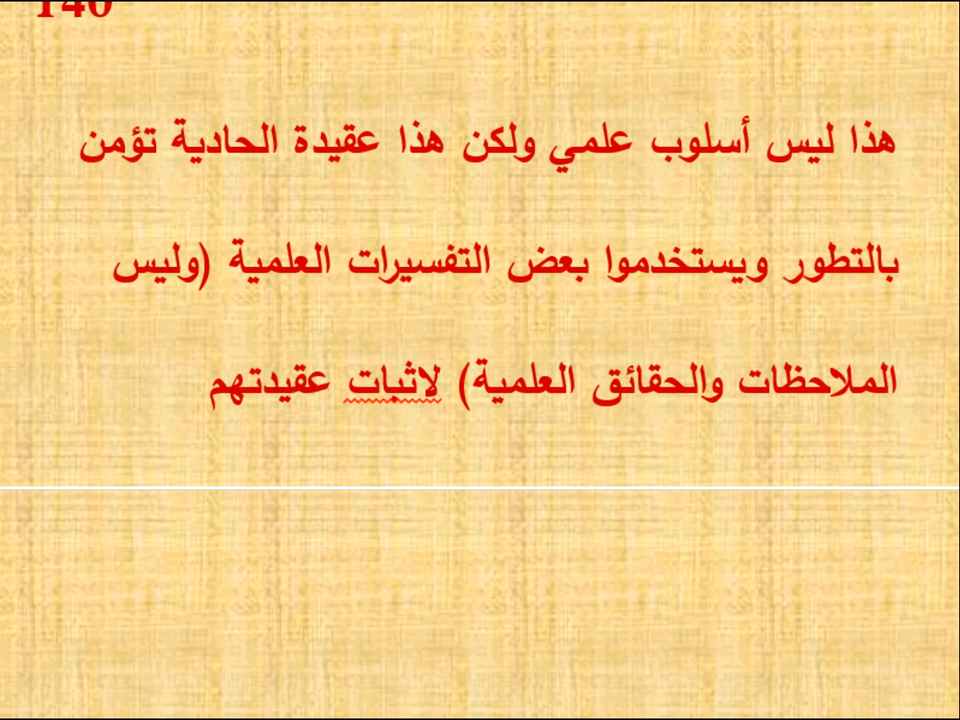 140
هذا ليس أسلوب علمي ولكن هذا عقيدة الحادية تؤمن
بالتطور ويستخدموا بعض التفسيرات العلمية (وليس
الملاحظات والحقائق العلمية) لاثبات عقيدتهم